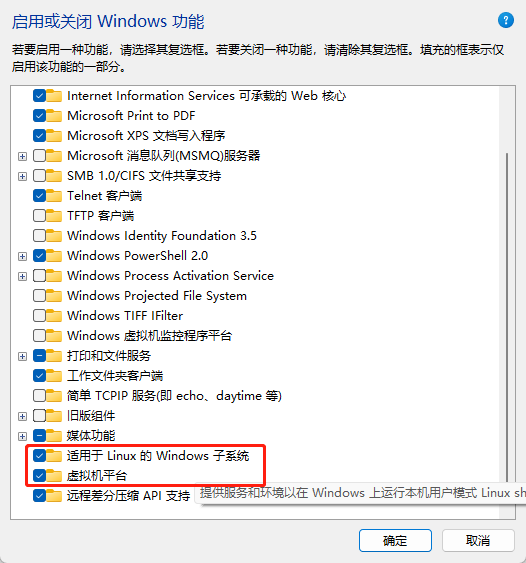 启用或关闭 Windows 功能
若要启用一种功能，请选择其复选框。若要关闭一种功能，请清除其复选框。填充的框表示仅
启用该功能的一部分。
Internet Information Services 可承载的 Web 核心
Microsoft Print to PDF
Microsoft XPS 文档写入程序
Microsoft 消息队列(MSMQ)服务器
SMB 1.0/CIFS 文件共享支持
Telnet 客户端
TFTP 客户端
Windows Identity Foundation 3.5
Windows PowerShell 2.0
Windows Process Activation Service
Windows Projected File System
Windows TIFF IFilter
Windows 虚拟机监控程序平台
打印和文件服务
工作文件夹客户端
简单 TCPIP 服务(即 echo、daytime 等)
旧版组件
媒体功能
适用于 Linux 的 Windows 子系统
虚拟机平台
远程差分压缩 API 支持
提供服务和环境以在 Windows 上运行本机用户模式 Linux sh
确定
取消